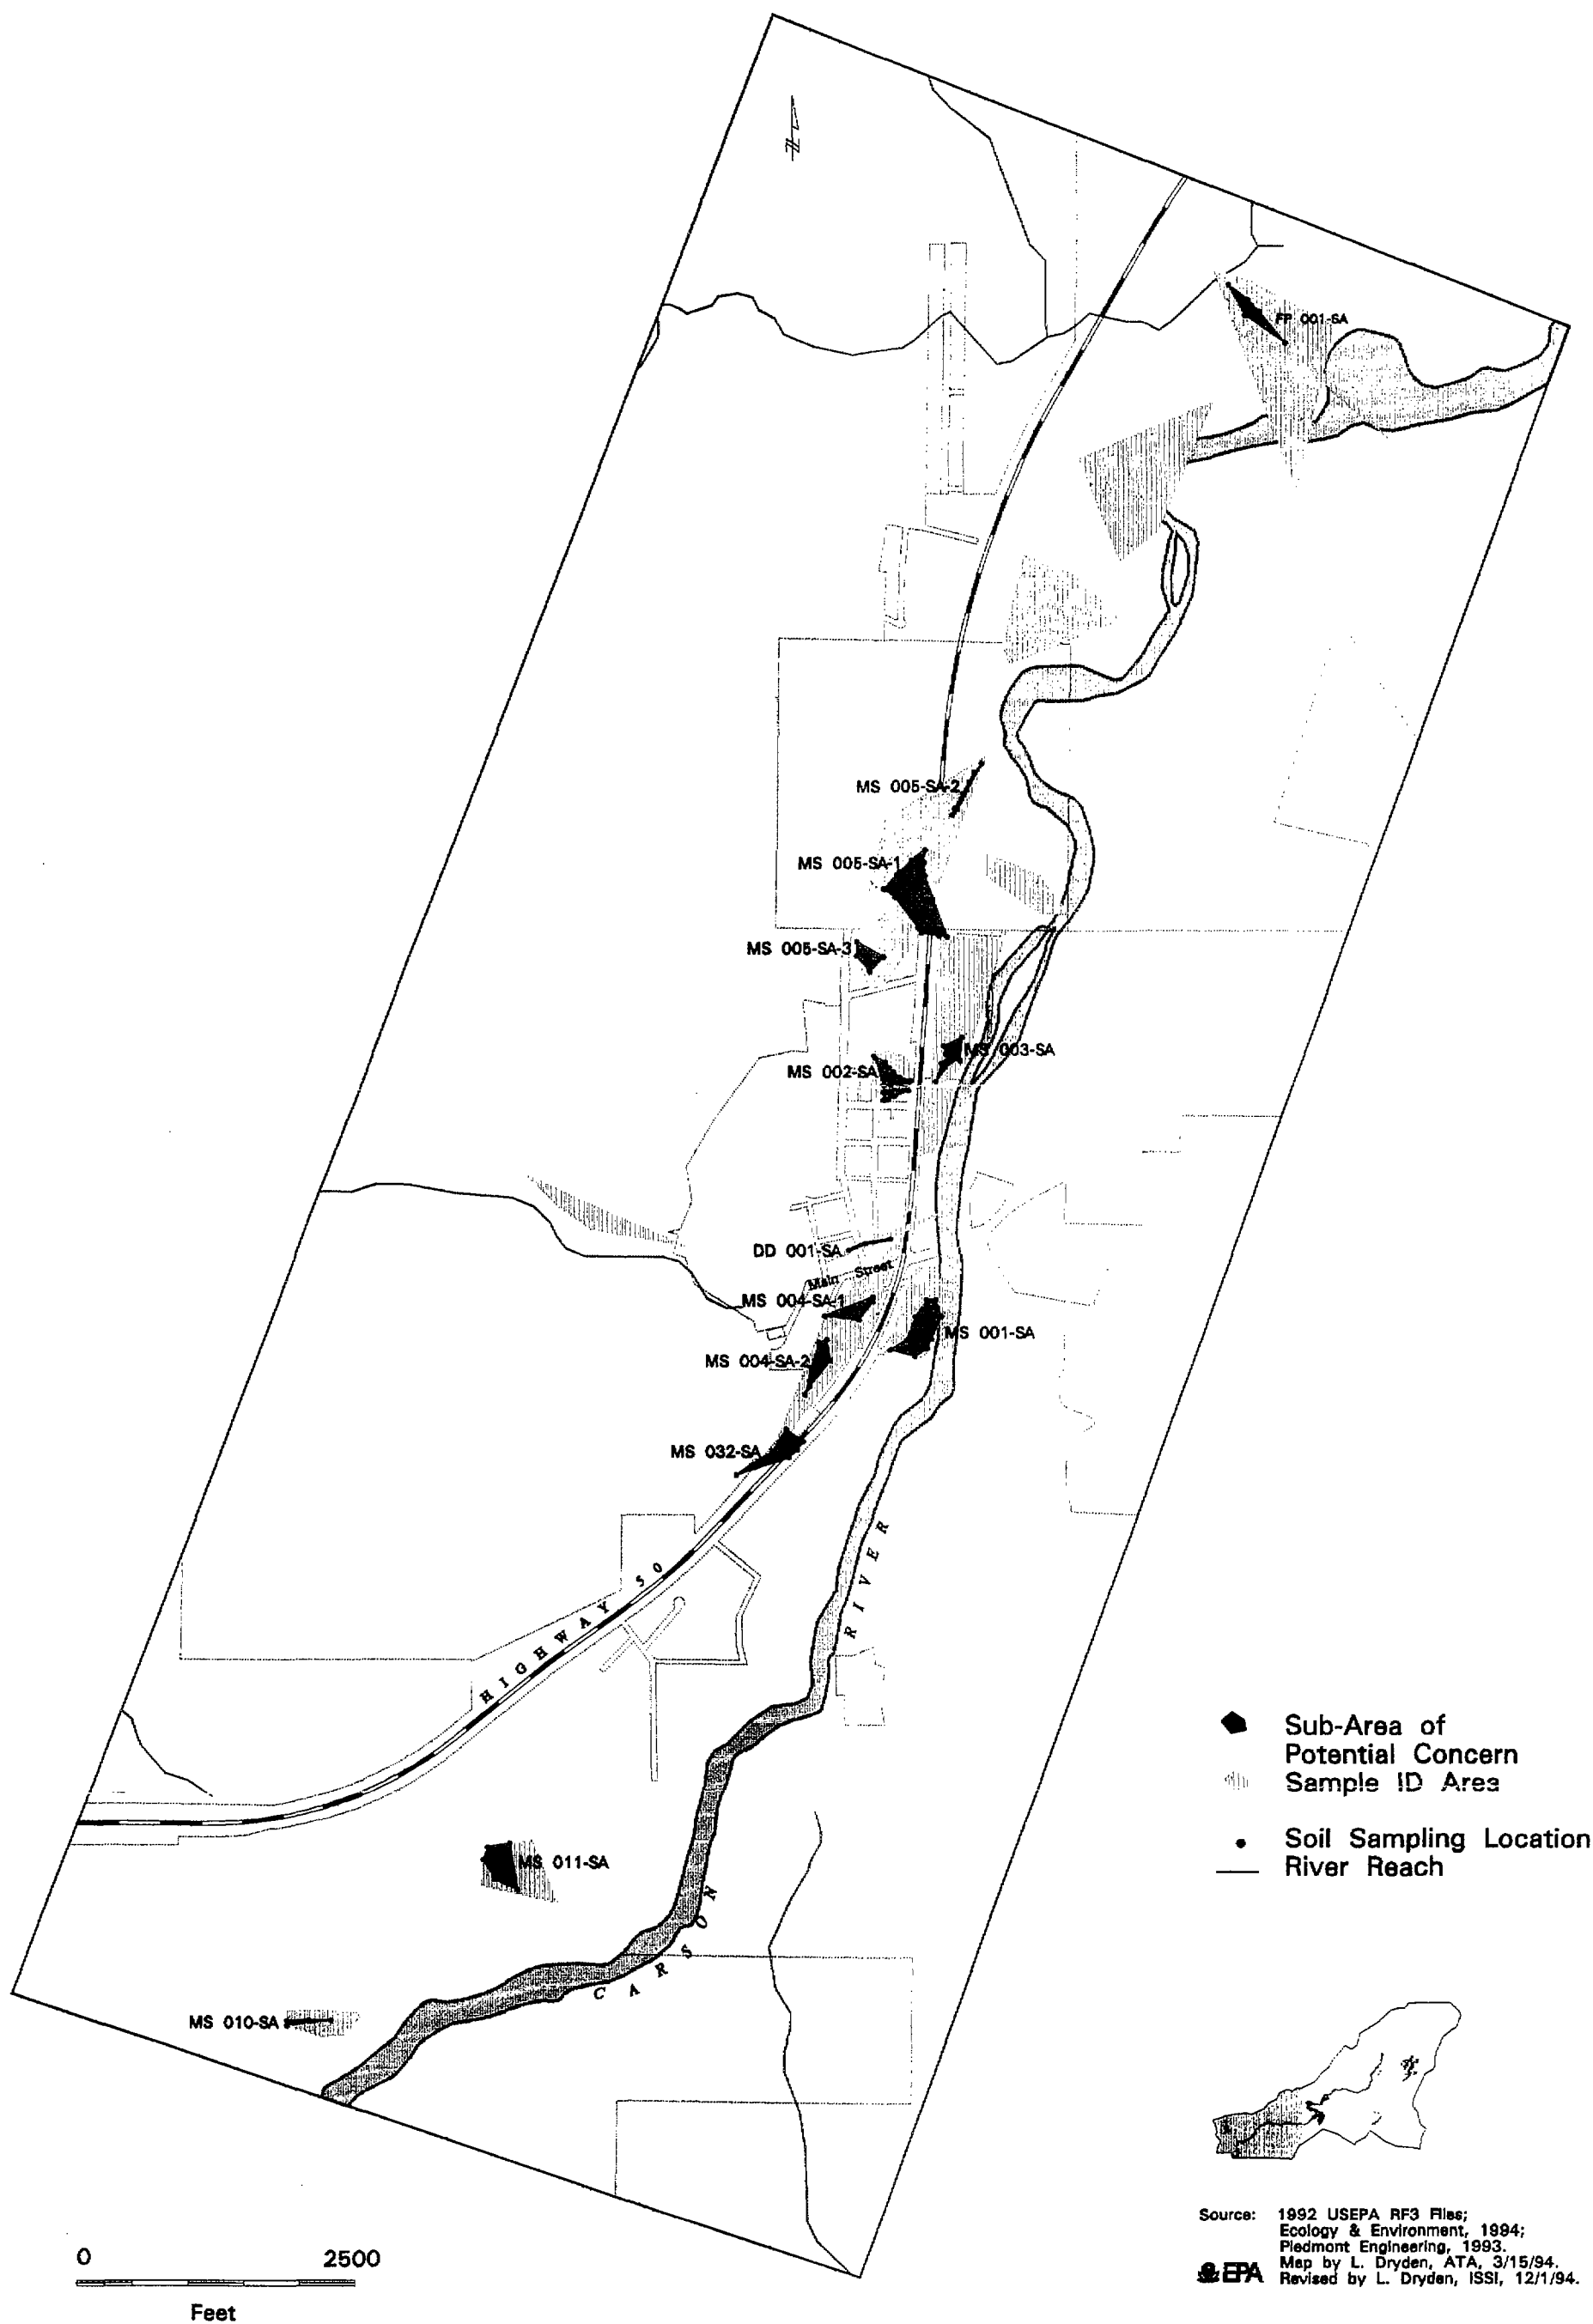 N
FP 001-SA
MS 005-SA-2
MS 005-SA-1
MS 005-SA-3
MS 003-SA
MS 002-SA
DD 001-SA
Main Street
MS 004-SA-1
MS 001-SA
MS 004-SA-2
MS 032-SA
HIGHWAY 50
CARSON RIVER
MS 011-SA
MS 010-SA
Sub-Area of
Potential Concern
Sample ID Area
Soil Sampling Location
River Reach
0 2500
Feet
Source: 1992 USEPA RF3 Files;
Ecology & Environment, 1994;
Piedmont Engineering, 1993.
Map by L. Dryden, ATA, 3/15/94.
Revised by L. Dryden, ISSI, 12/1/94.
EPA